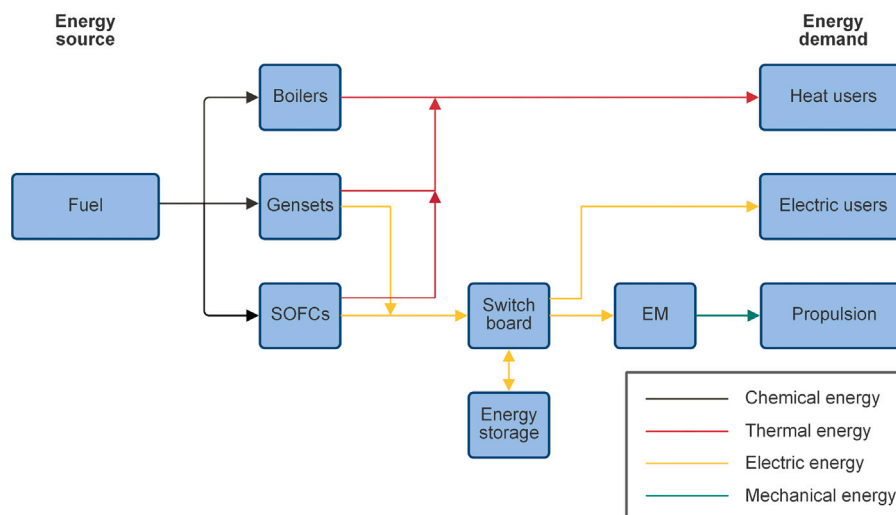 Energy
source
Energy
demand
Boilers
Heat users
Fuel
Gensets
Electric users
SOFCs
Switch
board
EM
Propulsion
Energy
storage
Chemical energy
Thermal energy
Electric energy
Mechanical energy